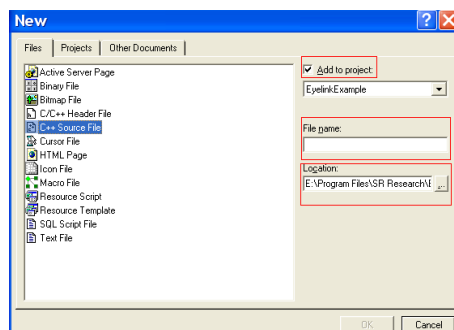 New
Files
Projects
Other Documents
Active Server Page
Binary File
Bitmap File
C/C++ Header File
C++ Source File
Cursor File
HTML Page
Icon File
Macro File
Resource Script
Resource Template
SQL Script File
Text File
Add to project:
EyelinkExample
File name:
Location:
E:\Program Files\SR Research\E
...
OK
Cancel